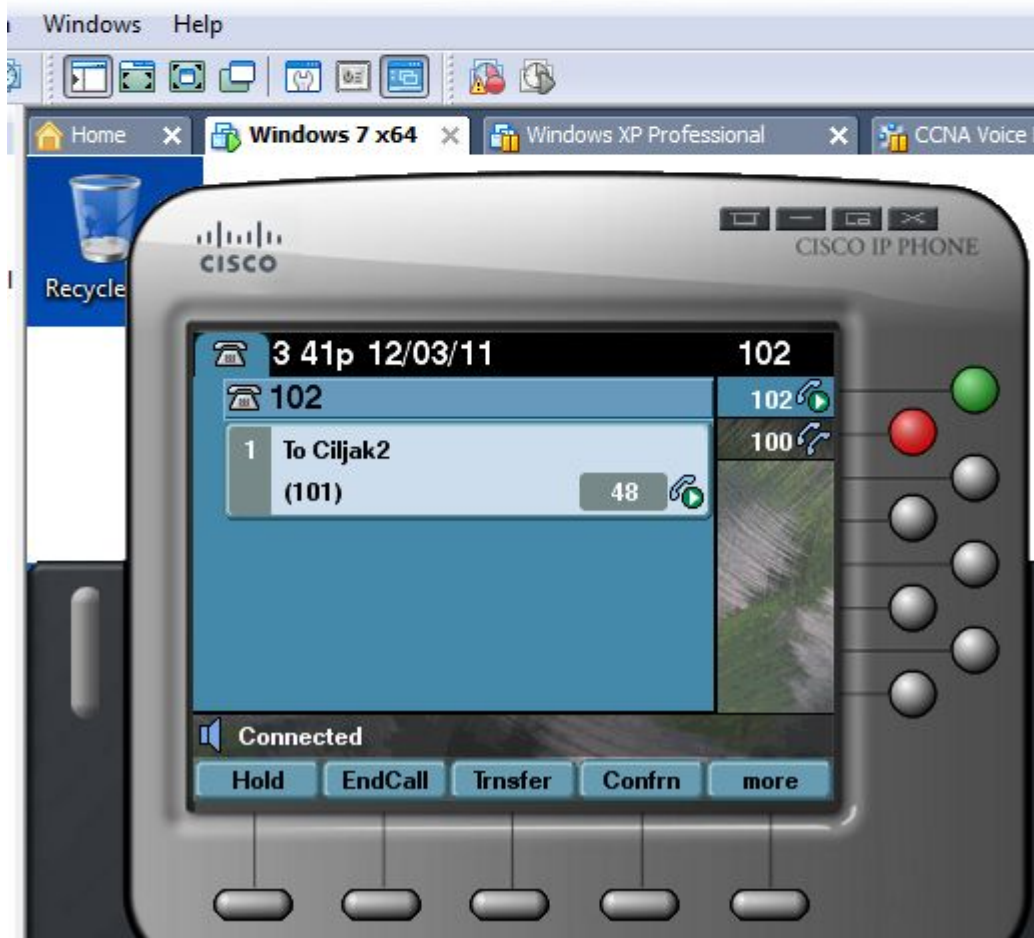 Windows Help
Home Windows 7 x64 Windows XP Professional CCNA Voice
CISCO
CISCO IP PHONE
Recycle
3 41p 12/03/11 102
102 102
1 To Ciljak2 100
(101) 48
Connected
Hold EndCall Trnsfer Confrn more